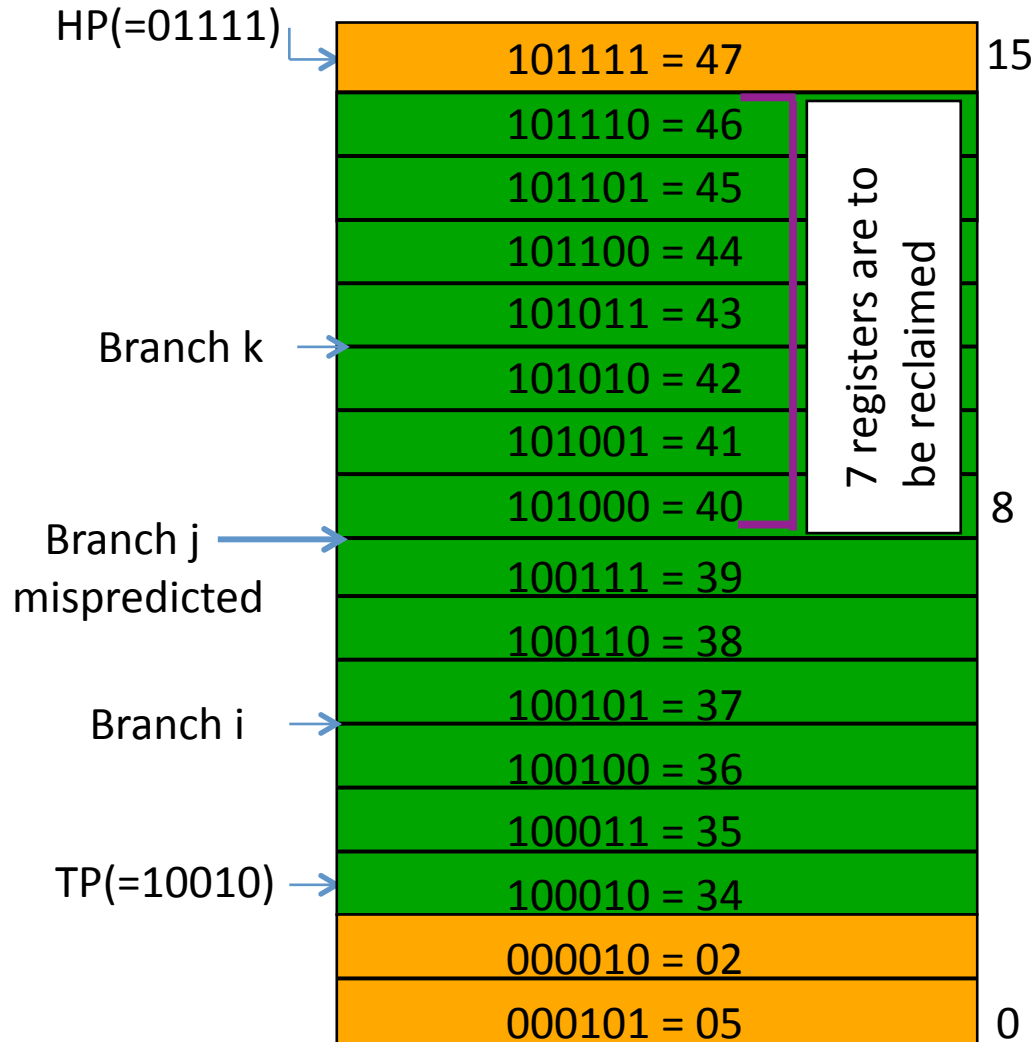 HP(=01111)
101111 = 47
15
101110 = 46
101101 = 45
101100 = 44
101011 = 43
Branch k
101010 = 42
101001 = 41
101000 = 40
8
7 registers are to
be reclaimed
Branch j
mispredicted
100111 = 39
100110 = 38
100101 = 37
Branch i
100100 = 36
100011 = 35
TP(=10010)
100010 = 34
000010 = 02
000101 = 05
0